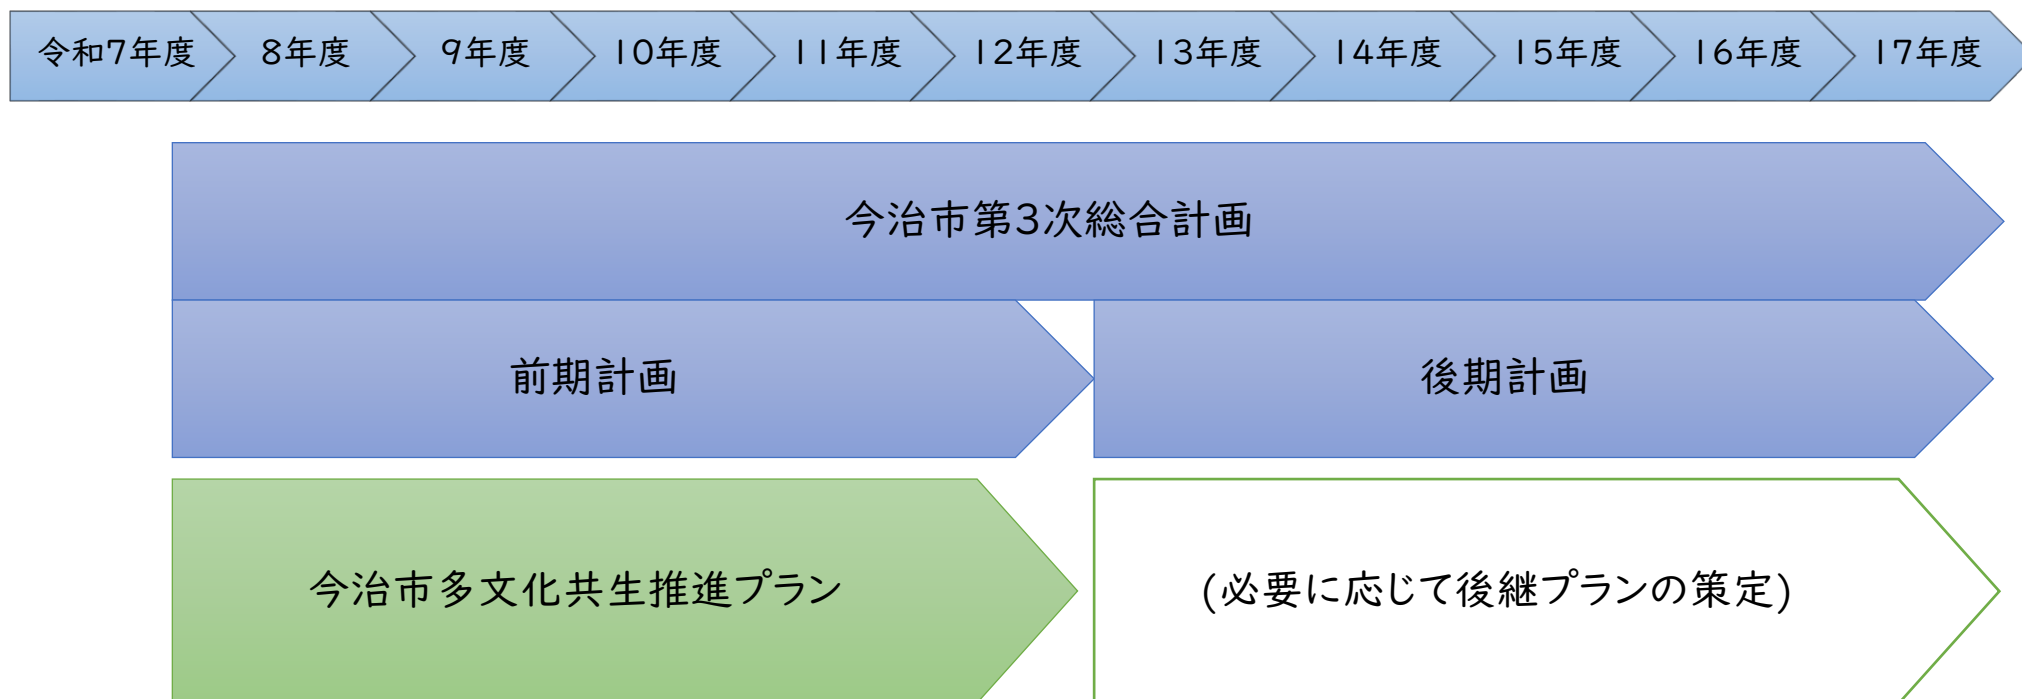 令和7年度 8年度 9年度 10年度 11年度 12年度 13年度 14年度 15年度 16年度 17年度
今治市第3次総合計画
前期計画 後期計画
今治市多文化共生推進プラン (必要に応じて後継プランの策定)